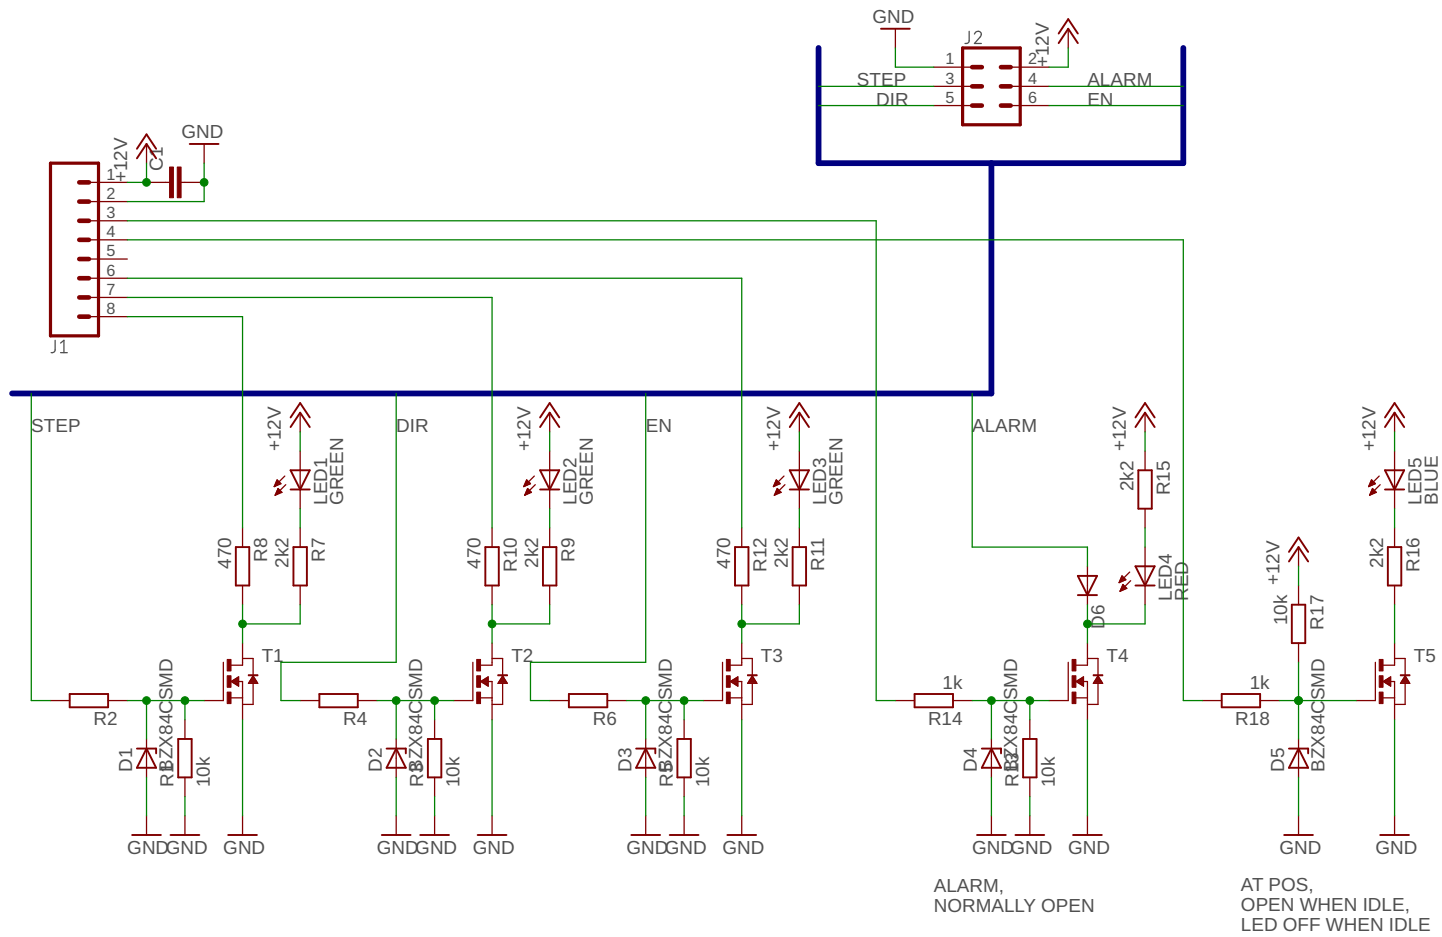 GND
J2
+12V
1
2
STEP
3
4
ALARM
DIR
5
6
EN
+12V
C1
GND
1
2
3
4
5
6
7
8
J1
STEP
+12V
LED1
GREEN
DIR
+12V
LED2
GREEN
EN
+12V
LED3
GREEN
ALARM
+12V
2k2
R15
+12V
LED5
BLUE
470
R8
2k2
R7
470
R10
2k2
R9
470
R12
2k2
R11
D6
LED4
RED
+12V
10k
R17
2k2
R16
T1
T2
T3
T4
T5
R2
R4
R6
1k
R14
1k
R18
D1
BZX84CSMD
10k
D2
BZX84CSMD
10k
D3
BZX84CSMD
10k
D4
BZX84CSMD
10k
D5
BZX84CSMD
GND
GND
GND
GND
GND
GND
GND
GND
GND
GND
GND
GND
GND
GND
ALARM,
NORMALLY OPEN
AT POS,
OPEN WHEN IDLE,
LED OFF WHEN IDLE